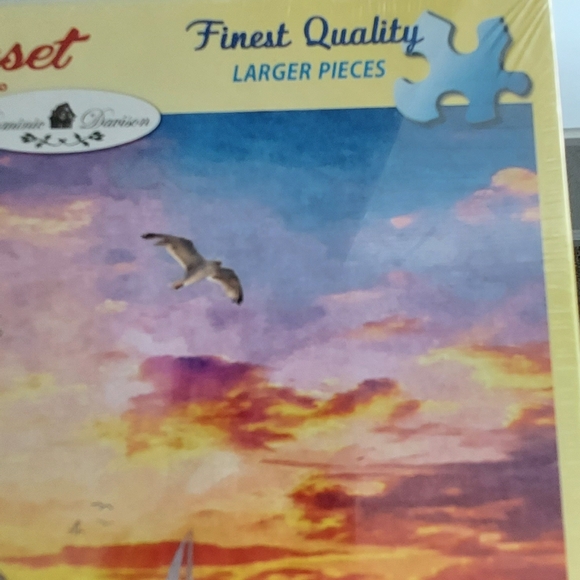 set
Finest Quality
LARGER PIECES
Davison